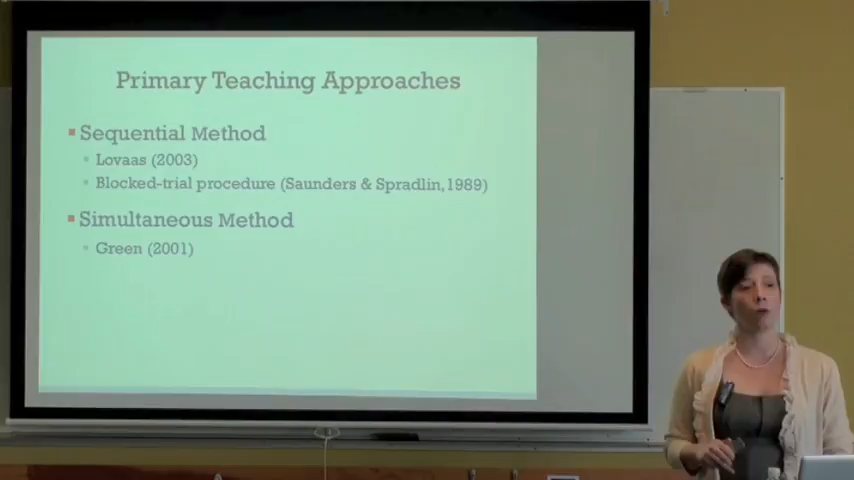 Primary Teaching Approaches
Sequential Method
Lovaas (2003)
Blocked-trial procedure (Saunders & Spradlin, 1989)
Simultaneous Method
Green (2001)